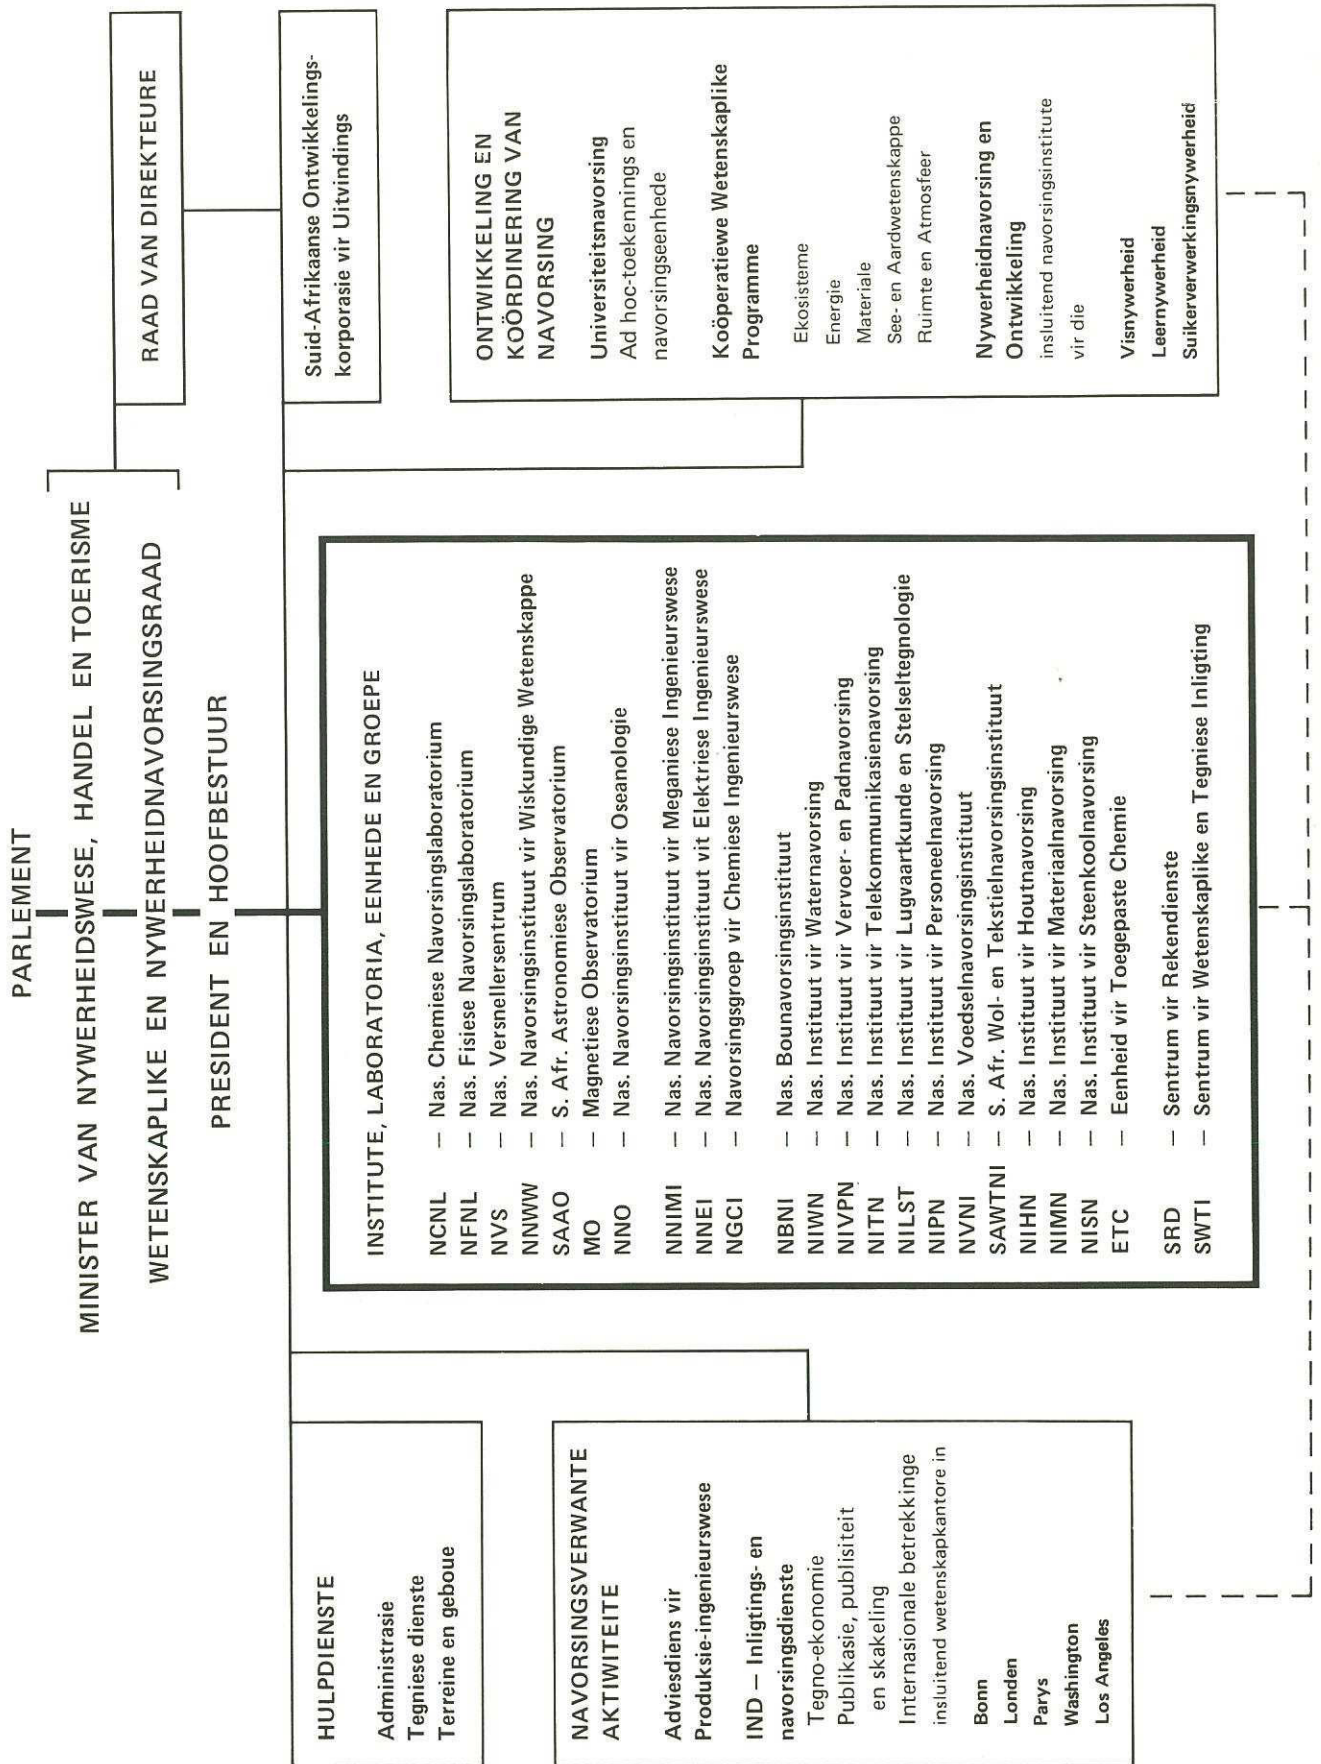 PARLEMENT
MINISTER VAN NYWERHEIDSWESE, HANDEL EN TOERISME
WETENSKAPLIKE EN NYWERHEIDNAVORSINGSRAAD
PRESIDENT EN HOOFBESTUUR
RAAD VAN DIREKTEURE
Suid-Afrikaanse Ontwikkelings-
korporasie vir Uitvindings
HULPDIENSTE
Administrasie
Tegniese dienste
Terreine en geboue
NAVORSINGSVERWANTE
AKTIWITEITE
Adviesdiens vir
Produksie-ingenieurswese
IND – Inligtings- en
navorsingsdienste
Tegno-ekonomie
Publikasie, publisiteit
en skakeling
Internasionale betrekkinge
insluitend wetenskapkantore in
Bonn
Londen
Parys
Washington
Los Angeles
INSTITUTE, LABORATORIA, EENHEDE EN GROEPE
NCNL – Nas. Chemiese Navorsingslaboratorium
NFNL – Nas. Fisiese Navorsingslaboratorium
NVS – Nas. Versnellersentrum
NNWW – Nas. Navorsingsinstituut vir Wiskundige Wetenskappe
SAAO – S. Afr. Astronomiese Observatorium
MO – Magnetiese Observatorium
NNO – Nas. Navorsingsinstituut vir Oseanologie
NNIMI – Nas. Navorsingsinstituut vir Meganiese Ingenieurswese
NNEI – Nas. Navorsingsinstituut vit Elektriese Ingenieurswese
NGCI – Navorsingsgroep vir Chemiese Ingenieurswese
NBNI – Nas. Bounavorsingsinstituut
NIWN – Nas. Instituut vir Waternavorsing
NIVPN – Nas. Instituut vir Vervoer- en Padnavorsing
NITN – Nas. Instituut vir Telekommunikasienavorsing
NILST – Nas. Instituut vir Lugvaartkunde en Stelseltegnologie
NIPN – Nas. Instituut vir Personeelnavorsing
NVNI – Nas. Voedselnavorsingsinstituut
SAWTNI – S. Afr. Wol- en Tekstielnavorsingsinstituut
NIHN – Nas. Instituut vir Houtnavorsing
NIMN – Nas. Instituut vir Materiaalnavorsing
NISN – Nas. Instituut vir Steenkoolnavorsing
ETC – Eenheid vir Toegepaste Chemie
SRD – Sentrum vir Rekendienste
SWTI – Sentrum vir Wetenskaplike en Tegniese Inligting
ONTWIKKELING EN
KOÖRDINERING VAN
NAVORSING
Universiteitsnavorsing
Ad hoc-toekennings en
navorsingseenhede
Koöperatiewe Wetenskaplike
Programme
Ekosisteme
Energie
Materiale
See- en Aardwetenskappe
Ruimte en Atmosfeer
Nywerheidnavorsing en
Ontwikkeling
insluitend navorsingsinstitute
vir die
Visnywerheid
Leernywerheid
Suikerverwerkingsnywerheid